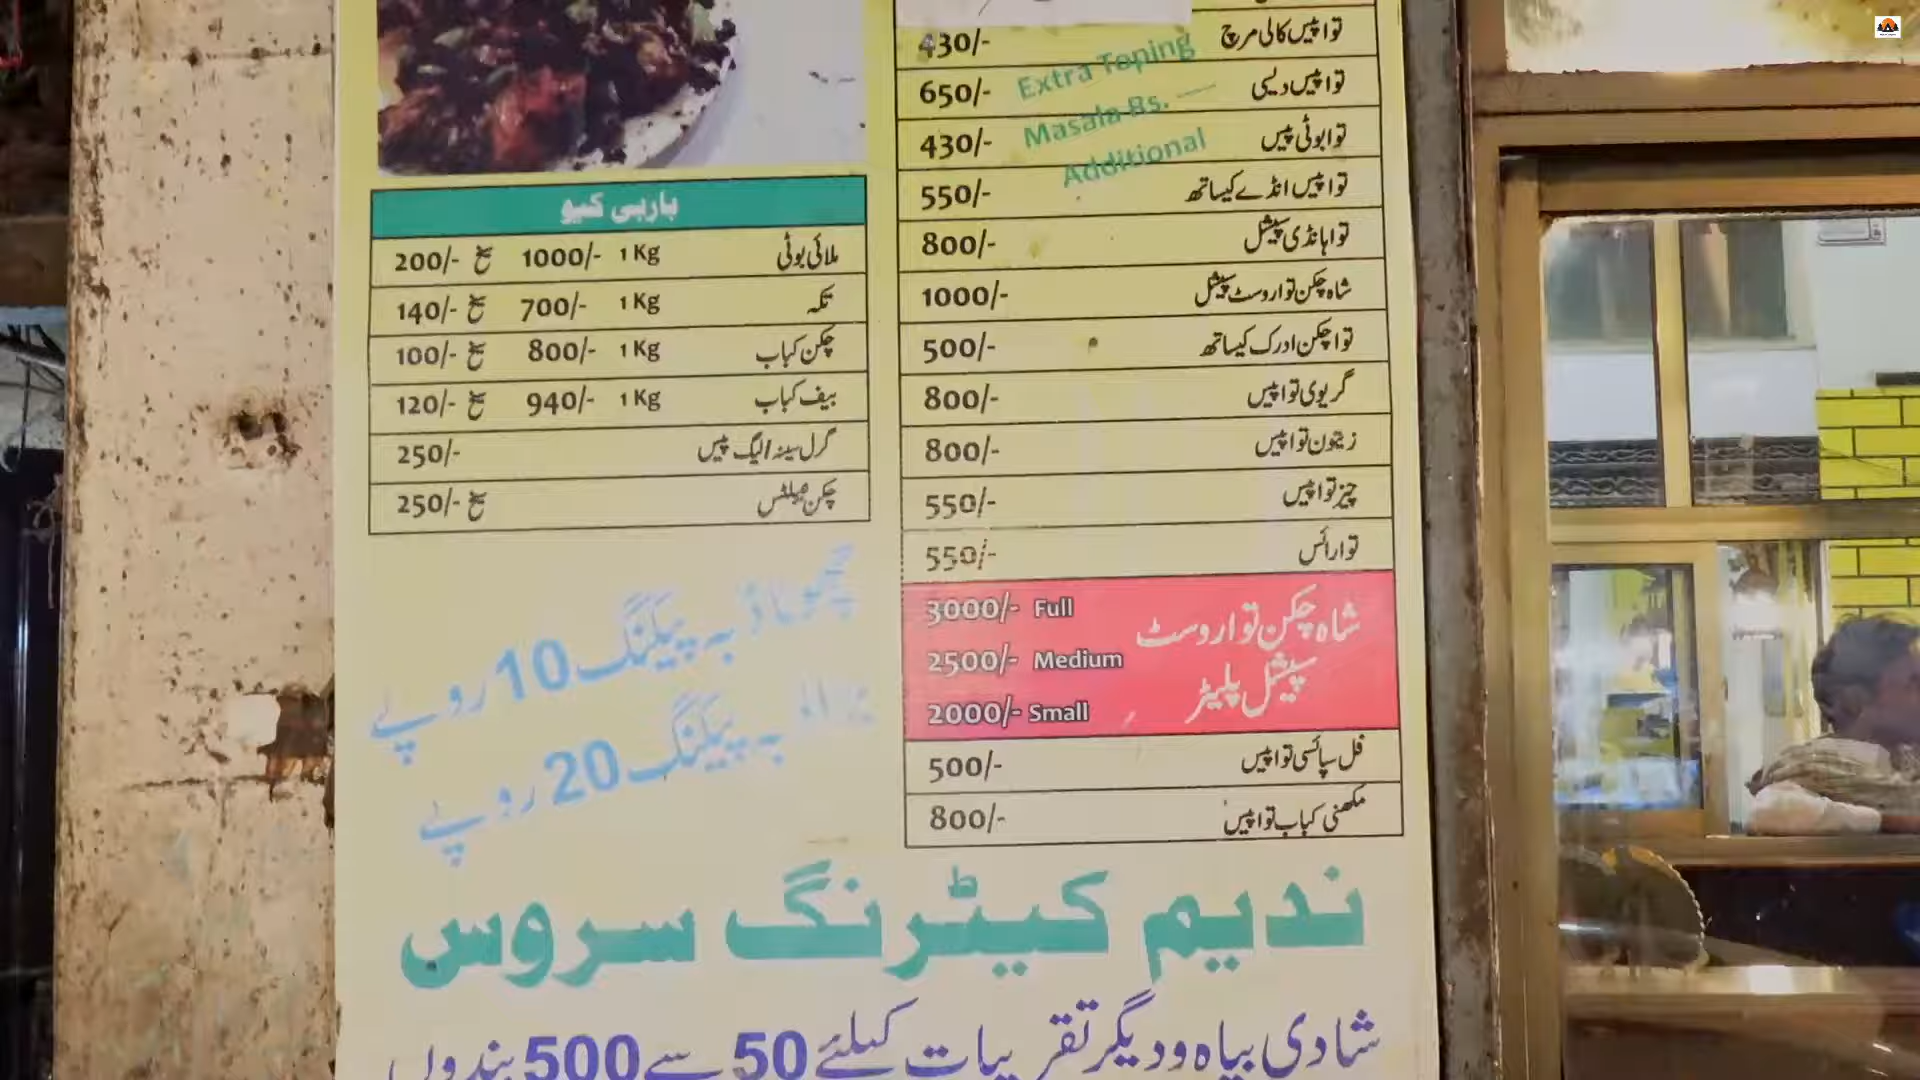 باربی کیو
ملائی بوٹی 1 Kg 1000/- سیخ 200/-
تکہ 1 Kg 700/- سیخ 140/-
چکن کباب 1 Kg 800/- سیخ 100/-
بیف کباب 1 Kg 940/- سیخ 120/-
گرل سینہ الیگ پیس 250/-
چکن سیخ 250/-
پیکنگ 10 روپے
پیکنگ 20 روپے
توا پیس کالی مرچ 430/-
توا پیس دیسی 650/-
توا بوٹی پیس 430/-
توا پیس انڈے کیساتھ 550/-
Extra Toping
Masala Rs.
Additional
توا ہانڈی سپیشل 800/-
شاہ چکن توا روسٹ سپیشل 1000/-
توا چکن ادرک کیساتھ 500/-
گریوی توا پیس 800/-
زیتون توا پیس 800/-
چیز توا پیس 550/-
توا رائس 550/-
شاہ چکن توا روسٹ
سپیشل پلیٹر
3000/- Full
2500/- Medium
2000/- Small
فل سپائسی توا پیس 500/-
مکھنی کباب توا پیس 800/-
ندیم کیٹرنگ سروس
شادی بیاہ و دیگر تقریبات کیلئے 50 سے 500 بندوں